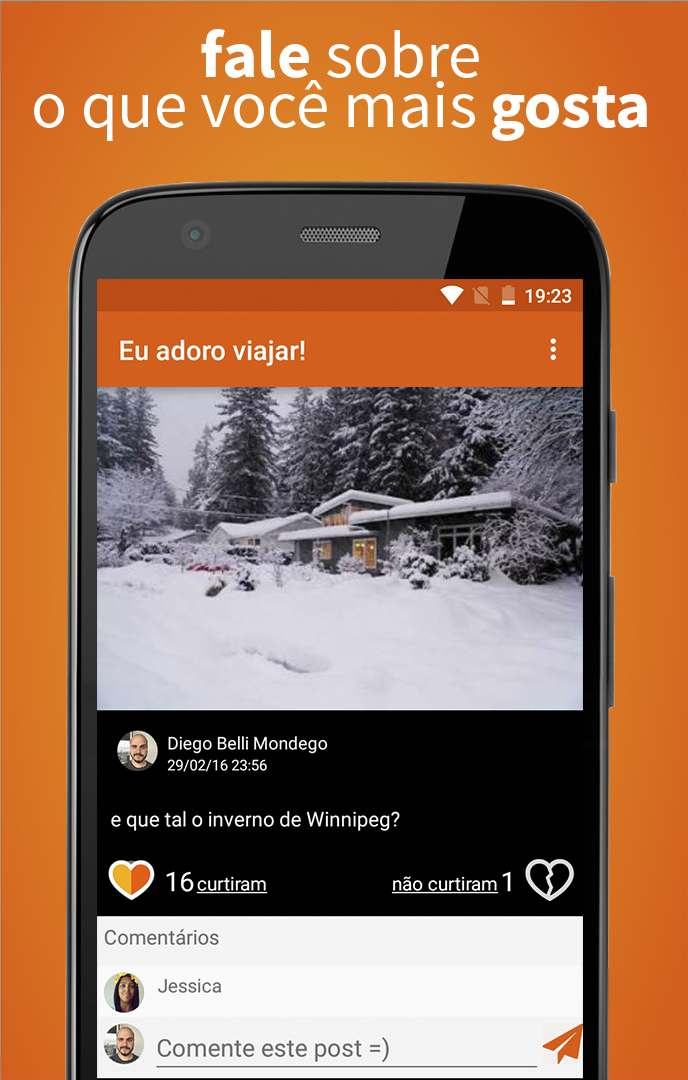 fale sobre
o que você mais gosta
19:23
Eu adoro viajar!
Diego Belli Mondego
29/02/16 23:56
e que tal o inverno de Winnipeg?
16 curtiram
não curtiram 1
Comentários
Jessica
Comente este post =)